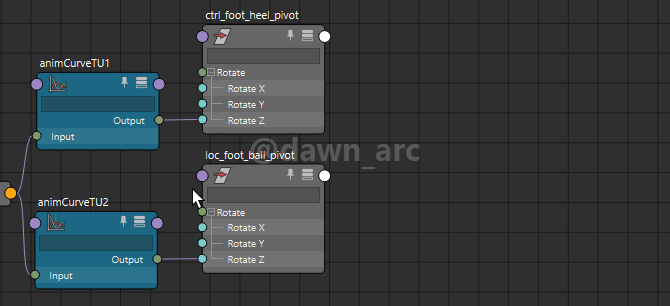 ctrl_foot_heel_pivot
animCurveTU1
Output
Input
Rotate
Rotate X
Rotate Y
Rotate Z
@dawn_arc
loc_foot_ball_pivot
animCurveTU2
Output
Input
Rotate
Rotate X
Rotate Y
Rotate Z